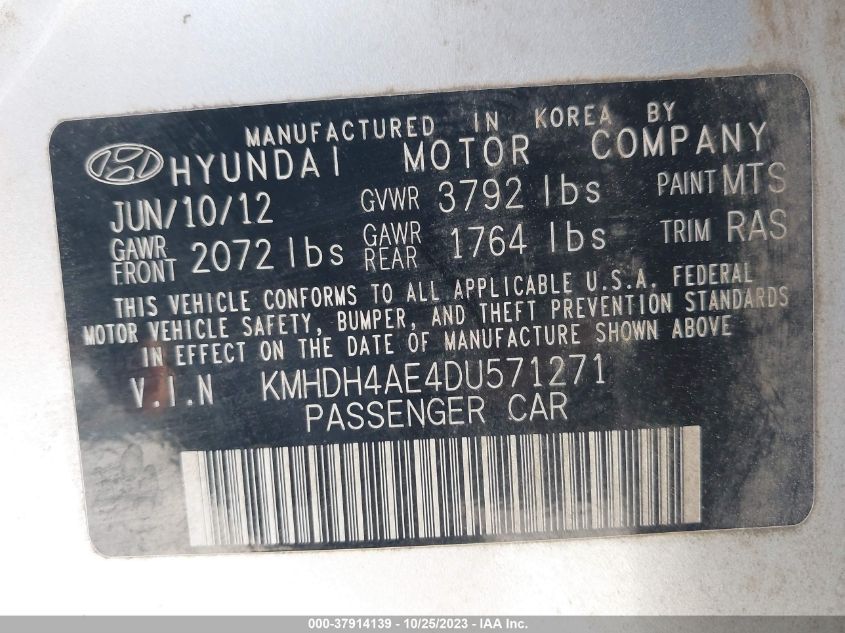 MANUFACTURED IN KOREA BY
HYUNDAI MOTOR COMPANY
JUN/10/12 GVWR 3792 lbs PAINT MTS
GAWR FRONT 2072 lbs GAWR REAR 1764 lbs TRIM RAS
THIS VEHICLE CONFORMS TO ALL APPLICABLE U.S.A. FEDERAL
MOTOR VEHICLE SAFETY, BUMPER, AND THEFT PREVENTION STANDARDS
IN EFFECT ON THE DATE OF MANUFACTURE SHOWN ABOVE
V.I.N KMHDH4AE4DU571271
PASSENGER CAR
000-37914139 - 10/25/2023 - IAA Inc.